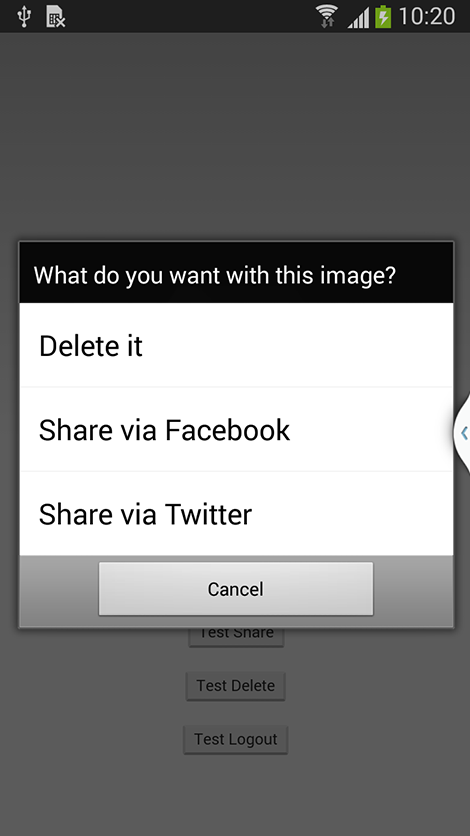 10:20
What do you want with this image?
Delete it
Share via Facebook
Share via Twitter
Cancel
Test Share
Test Delete
Test Logout